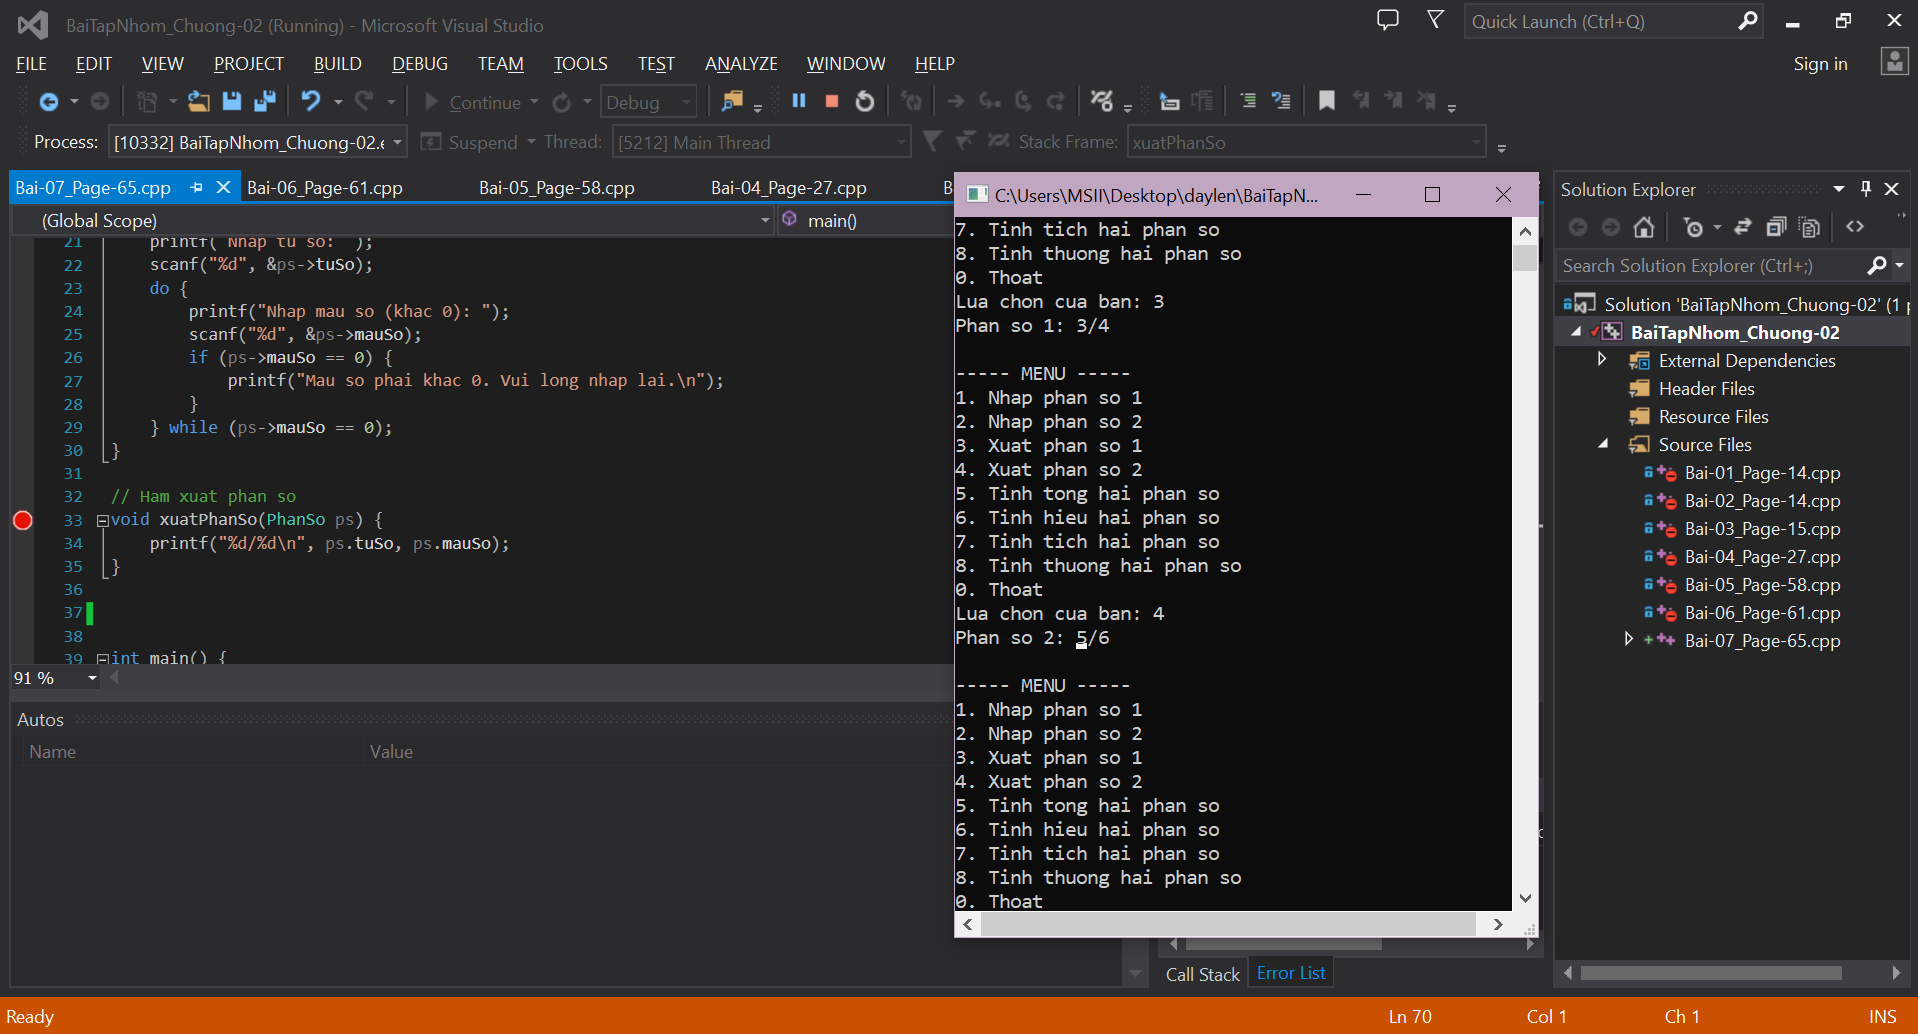 BaiTapNhom_Chuong-02 (Running) - Microsoft Visual Studio
Quick Launch (Ctrl+Q)
FILE EDIT VIEW PROJECT BUILD DEBUG TEAM TOOLS TEST ANALYZE WINDOW HELP
Sign in
Continue
Debug
Process: [10332] BaiTapNhom_Chuong-02.e
Suspend
Thread: [5212] Main Thread
Stack Frame: xuatPhanSo
Bai-07_Page-65.cpp
Bai-06_Page-61.cpp
Bai-05_Page-58.cpp
Bai-04_Page-27.cpp
(Global Scope)
main()
21 printf("Nhap tu so: ");
22 scanf("%d", &ps->tuSo);
23 do {
24 printf("Nhap mau so (khac 0): ");
25 scanf("%d", &ps->mauSo);
26 if (ps->mauSo == 0) {
27 printf("Mau so phai khac 0. Vui long nhap lai.\n");
28 }
29 } while (ps->mauSo == 0);
30 }
31
32 // Ham xuat phan so
33 void xuatPhanSo(PhanSo ps) {
34 printf("%d/%d\n", ps.tuSo, ps.mauSo);
35 }
36
37
38
39 int main() {
91 %
Autos
Name Value
C:\Users\MSII\Desktop\daylen\BaiTapN...
7. Tinh tich hai phan so
8. Tinh thuong hai phan so
0. Thoat
Lua chon cua ban: 3
Phan so 1: 3/4
----- MENU -----
1. Nhap phan so 1
2. Nhap phan so 2
3. Xuat phan so 1
4. Xuat phan so 2
5. Tinh tong hai phan so
6. Tinh hieu hai phan so
7. Tinh tich hai phan so
8. Tinh thuong hai phan so
0. Thoat
Lua chon cua ban: 4
Phan so 2: 5/6
----- MENU -----
1. Nhap phan so 1
2. Nhap phan so 2
3. Xuat phan so 1
4. Xuat phan so 2
5. Tinh tong hai phan so
6. Tinh hieu hai phan so
7. Tinh tich hai phan so
8. Tinh thuong hai phan so
0. Thoat
Call Stack
Error List
Solution Explorer
Search Solution Explorer (Ctrl+;)
Solution 'BaiTapNhom_Chuong-02' (1 p
BaiTapNhom_Chuong-02
External Dependencies
Header Files
Resource Files
Source Files
Bai-01_Page-14.cpp
Bai-02_Page-14.cpp
Bai-03_Page-15.cpp
Bai-04_Page-27.cpp
Bai-05_Page-58.cpp
Bai-06_Page-61.cpp
Bai-07_Page-65.cpp
Ready
Ln 70 Col 1 Ch 1 INS